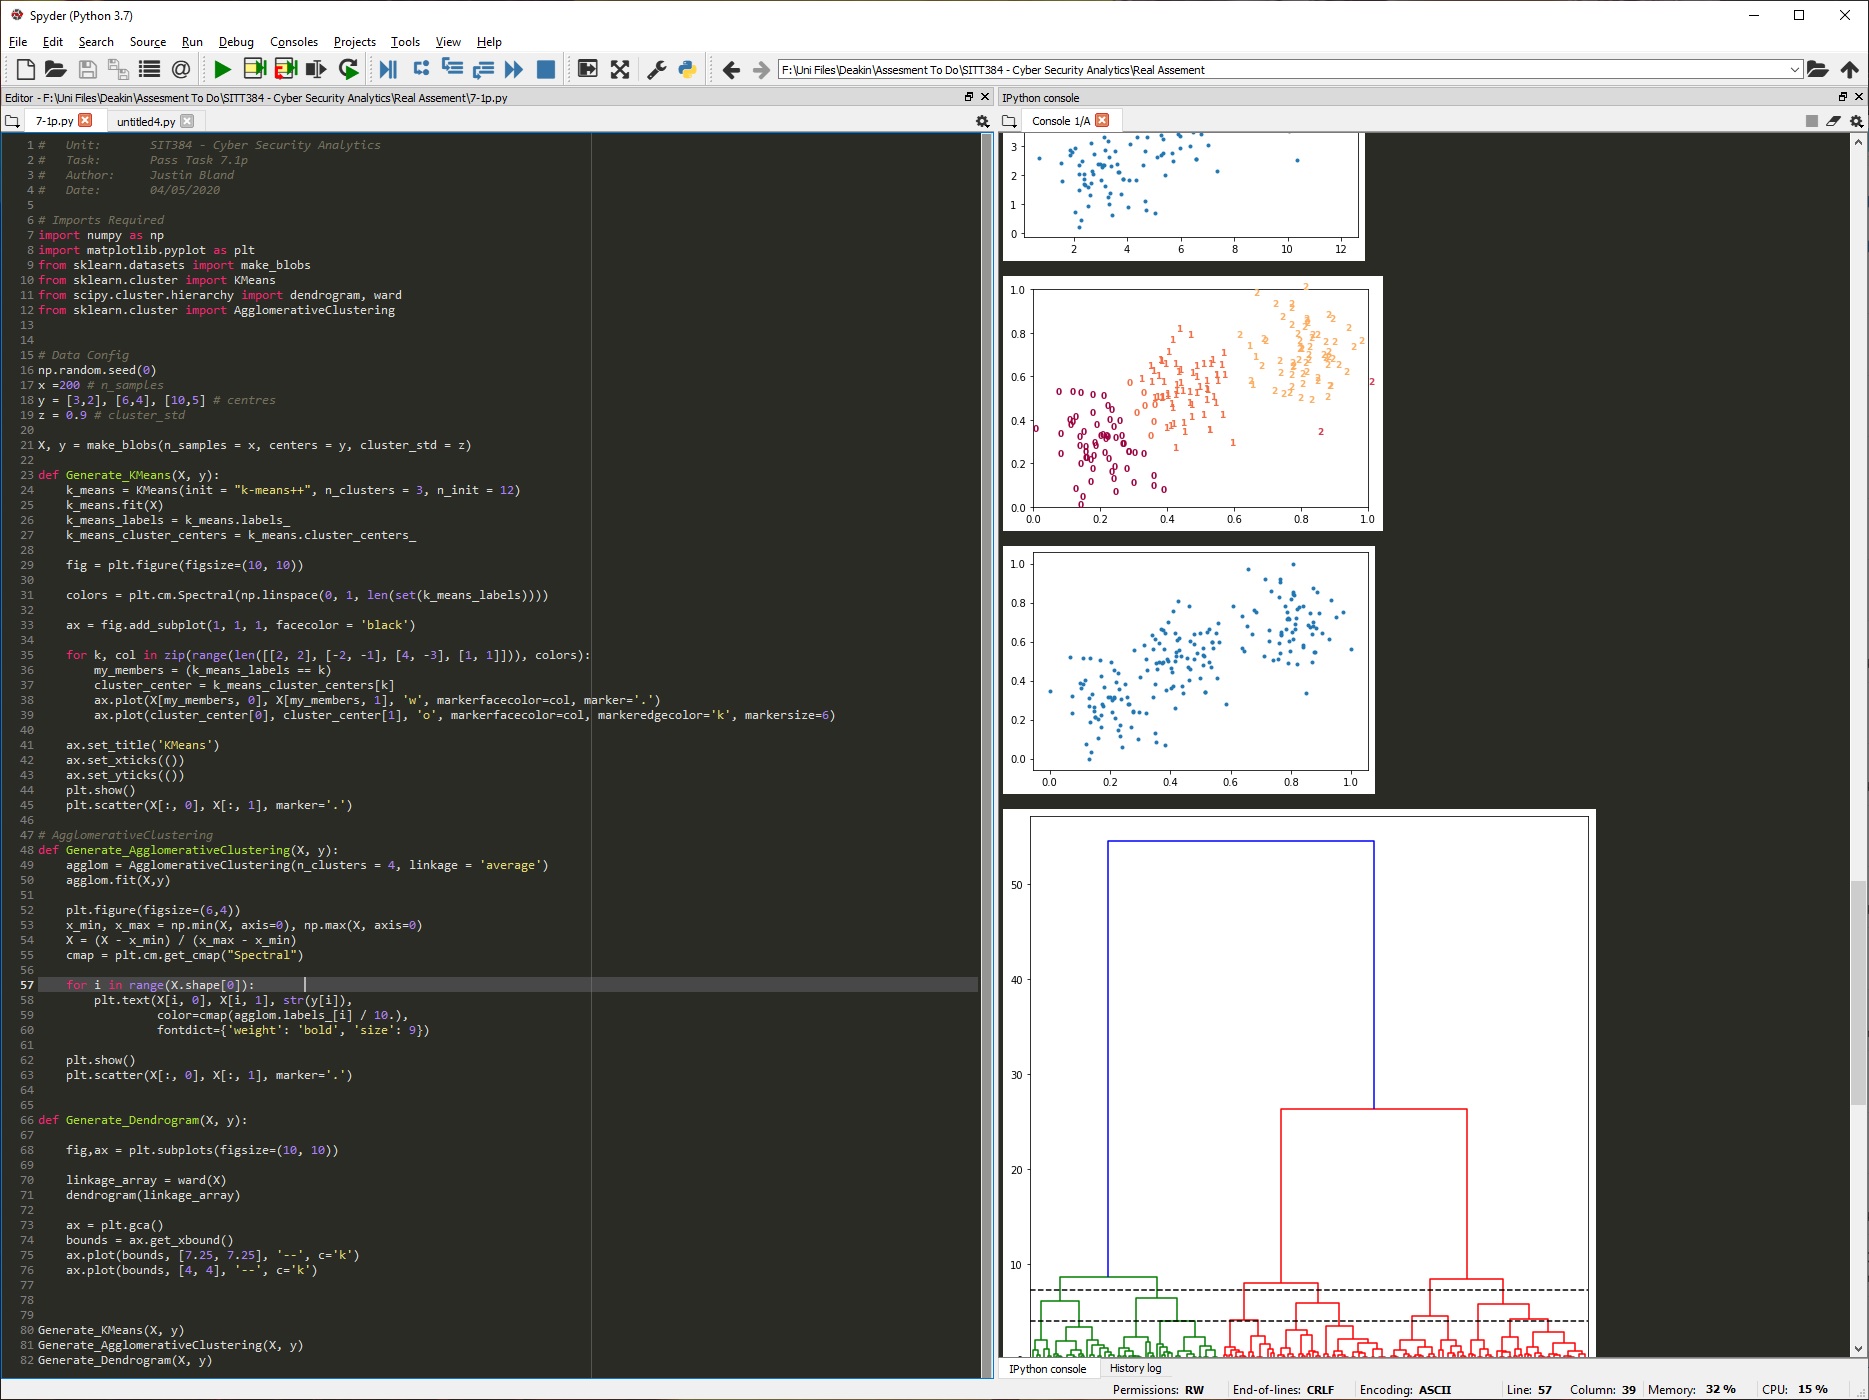 Spyder (Python 3.7)
File Edit Search Source Run Debug Consoles Projects Tools View Help
F:\Uni Files\Deakin\Assesment To Do\SITT384 - Cyber Security Analytics\Real Assement
Editor - F:\Uni Files\Deakin\Assesment To Do\SITT384 - Cyber Security Analytics\Real Assement\7-1p.py
7-1p.py untitled4.py
1 # Unit: SIT384 - Cyber Security Analytics
2 # Task: Pass Task 7.1p
3 # Author: Justin Bland
4 # Date: 04/05/2020
5
6 # Imports Required
7 import numpy as np
8 import matplotlib.pyplot as plt
9 from sklearn.datasets import make_blobs
10 from sklearn.cluster import KMeans
11 from scipy.cluster.hierarchy import dendrogram, ward
12 from sklearn.cluster import AgglomerativeClustering
13
14
15 # Data Config
16 np.random.seed(0)
17 x =200 # n_samples
18 y = [3,2], [6,4], [10,5] # centres
19 z = 0.9 # cluster_std
20
21 X, y = make_blobs(n_samples = x, centers = y, cluster_std = z)
22
23 def Generate_KMeans(X, y):
24 k_means = KMeans(init = "k-means++", n_clusters = 3, n_init = 12)
25 k_means.fit(X)
26 k_means_labels = k_means.labels_
27 k_means_cluster_centers = k_means.cluster_centers_
28
29 fig = plt.figure(figsize=(10, 10))
30
31 colors = plt.cm.Spectral(np.linspace(0, 1, len(set(k_means_labels))))
32
33 ax = fig.add_subplot(1, 1, 1, facecolor = 'black')
34
35 for k, col in zip(range(len([[2, 2], [-2, -1], [4, -3], [1, 1]])), colors):
36 my_members = (k_means_labels == k)
37 cluster_center = k_means_cluster_centers[k]
38 ax.plot(X[my_members, 0], X[my_members, 1], 'w', markerfacecolor=col, marker='.')
39 ax.plot(cluster_center[0], cluster_center[1], 'o', markerfacecolor=col, markeredgecolor='k', markersize=6)
40
41 ax.set_title('KMeans')
42 ax.set_xticks(())
43 ax.set_yticks(())
44 plt.show()
45 plt.scatter(X[:, 0], X[:, 1], marker='.')
46
47 # AgglomerativeClustering
48 def Generate_AgglomerativeClustering(X, y):
49 agglom = AgglomerativeClustering(n_clusters = 4, linkage = 'average')
50 agglom.fit(X,y)
51
52 plt.figure(figsize=(6,4))
53 x_min, x_max = np.min(X, axis=0), np.max(X, axis=0)
54 X = (X - x_min) / (x_max - x_min)
55 cmap = plt.cm.get_cmap("Spectral")
56
57 for i in range(X.shape[0]):
58 plt.text(X[i, 0], X[i, 1], str(y[i]),
59 color=cmap(agglom.labels_[i] / 10.),
60 fontdict={'weight': 'bold', 'size': 9})
61
62 plt.show()
63 plt.scatter(X[:, 0], X[:, 1], marker='.')
64
65
66 def Generate_Dendrogram(X, y):
67
68 fig,ax = plt.subplots(figsize=(10, 10))
69
70 linkage_array = ward(X)
71 dendrogram(linkage_array)
72
73 ax = plt.gca()
74 bounds = ax.get_xbound()
75 ax.plot(bounds, [7.25, 7.25], '--', c='k')
76 ax.plot(bounds, [4, 4], '--', c='k')
77
78
79
80 Generate_KMeans(X, y)
81 Generate_AgglomerativeClustering(X, y)
82 Generate_Dendrogram(X, y)
IPython console
Console 1/A
3
2
1
0
2 4 6 8 10 12
1.0
0.8
0.6
0.4
0.2
0.0
0.0 0.2 0.4 0.6 0.8 1.0
1.0
0.8
0.6
0.4
0.2
0.0
0.0 0.2 0.4 0.6 0.8 1.0
50
40
30
20
10
IPython console History log
Permissions: RW End-of-lines: CRLF Encoding: ASCII Line: 57 Column: 39 Memory: 32 % CPU: 15 %